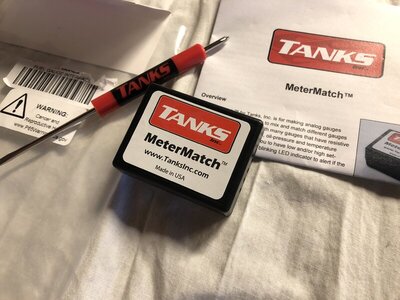 TANKS
WARNING:
Cancer and
Reproductive
TANKS
MeterMatch™
Overview
Tanks, Inc. is for making analog gauges
to mix and match different gauges
many gauges that have resistive
oil pressure and temperature
you to have low and/or high set-
blinking LED indicator to alert if the
TANKS
INC.
MeterMatch™
www.TanksInc.com
Made in USA